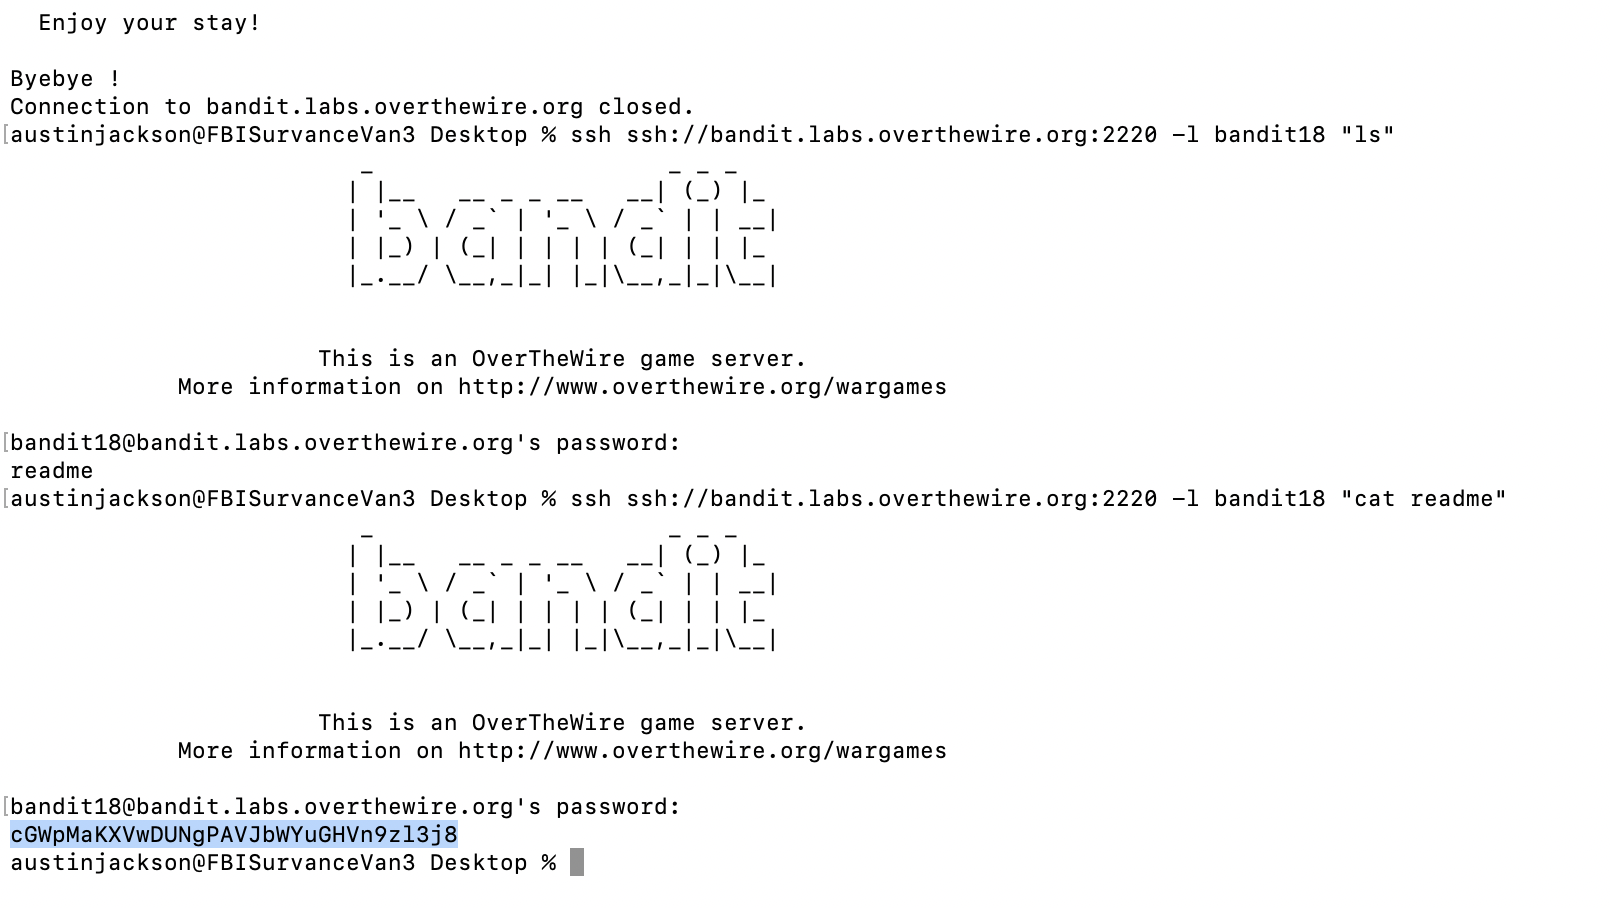 Enjoy your stay!
Byebye !
Connection to bandit.labs.overthewire.org closed.
[austinjackson@FBISurvanceVan3 Desktop % ssh ssh://bandit.labs.overthewire.org:2220 -l bandit18 "ls"
                         _                     _ _ _
                        | |__    __ _ _ __   __| (_) |_
                        | '_ \ / _` | '_ \ / _` | | __|
                        | |_) | (_| | | | | (_| | | |_
                        |_.__/ \__,_|_| |_|\__,_|_|\__|
This is an OverTheWire game server.
More information on http://www.overthewire.org/wargames
[bandit18@bandit.labs.overthewire.org's password:
readme
[austinjackson@FBISurvanceVan3 Desktop % ssh ssh://bandit.labs.overthewire.org:2220 -l bandit18 "cat readme"
                         _                     _ _ _
                        | |__    __ _ _ __   __| (_) |_
                        | '_ \ / _` | '_ \ / _` | | __|
                        | |_) | (_| | | | | (_| | | |_
                        |_.__/ \__,_|_| |_|\__,_|_|\__|
This is an OverTheWire game server.
More information on http://www.overthewire.org/wargames
[bandit18@bandit.labs.overthewire.org's password:
cGWpMaKXVwDUNgPAVJbWYuGHVn9zl3j8
austinjackson@FBISurvanceVan3 Desktop %